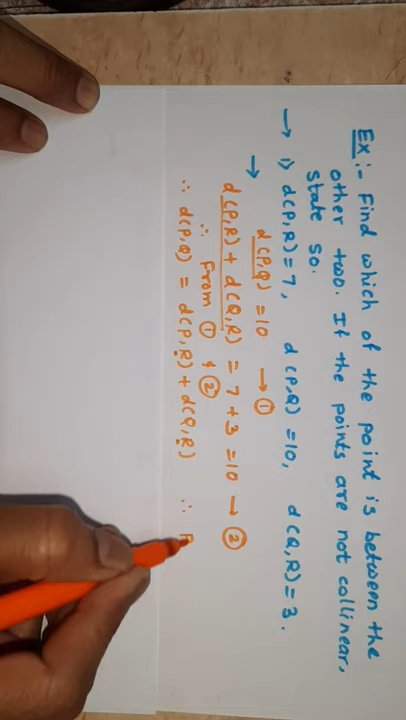 Ex :- Find which of the point is between the
other two. If the points are not collinear,
state so.
→ 1) d(P,R) = 7, d(P,Q) = 10, d(Q,R) = 3.
→ d(P,Q) = 10 → ①
d(P,R) + d(Q,R) = 7 + 3 = 10 → ②
∴ From ① & ②
∴ d(P,Q) = d(P,R) + d(Q,R) ∴